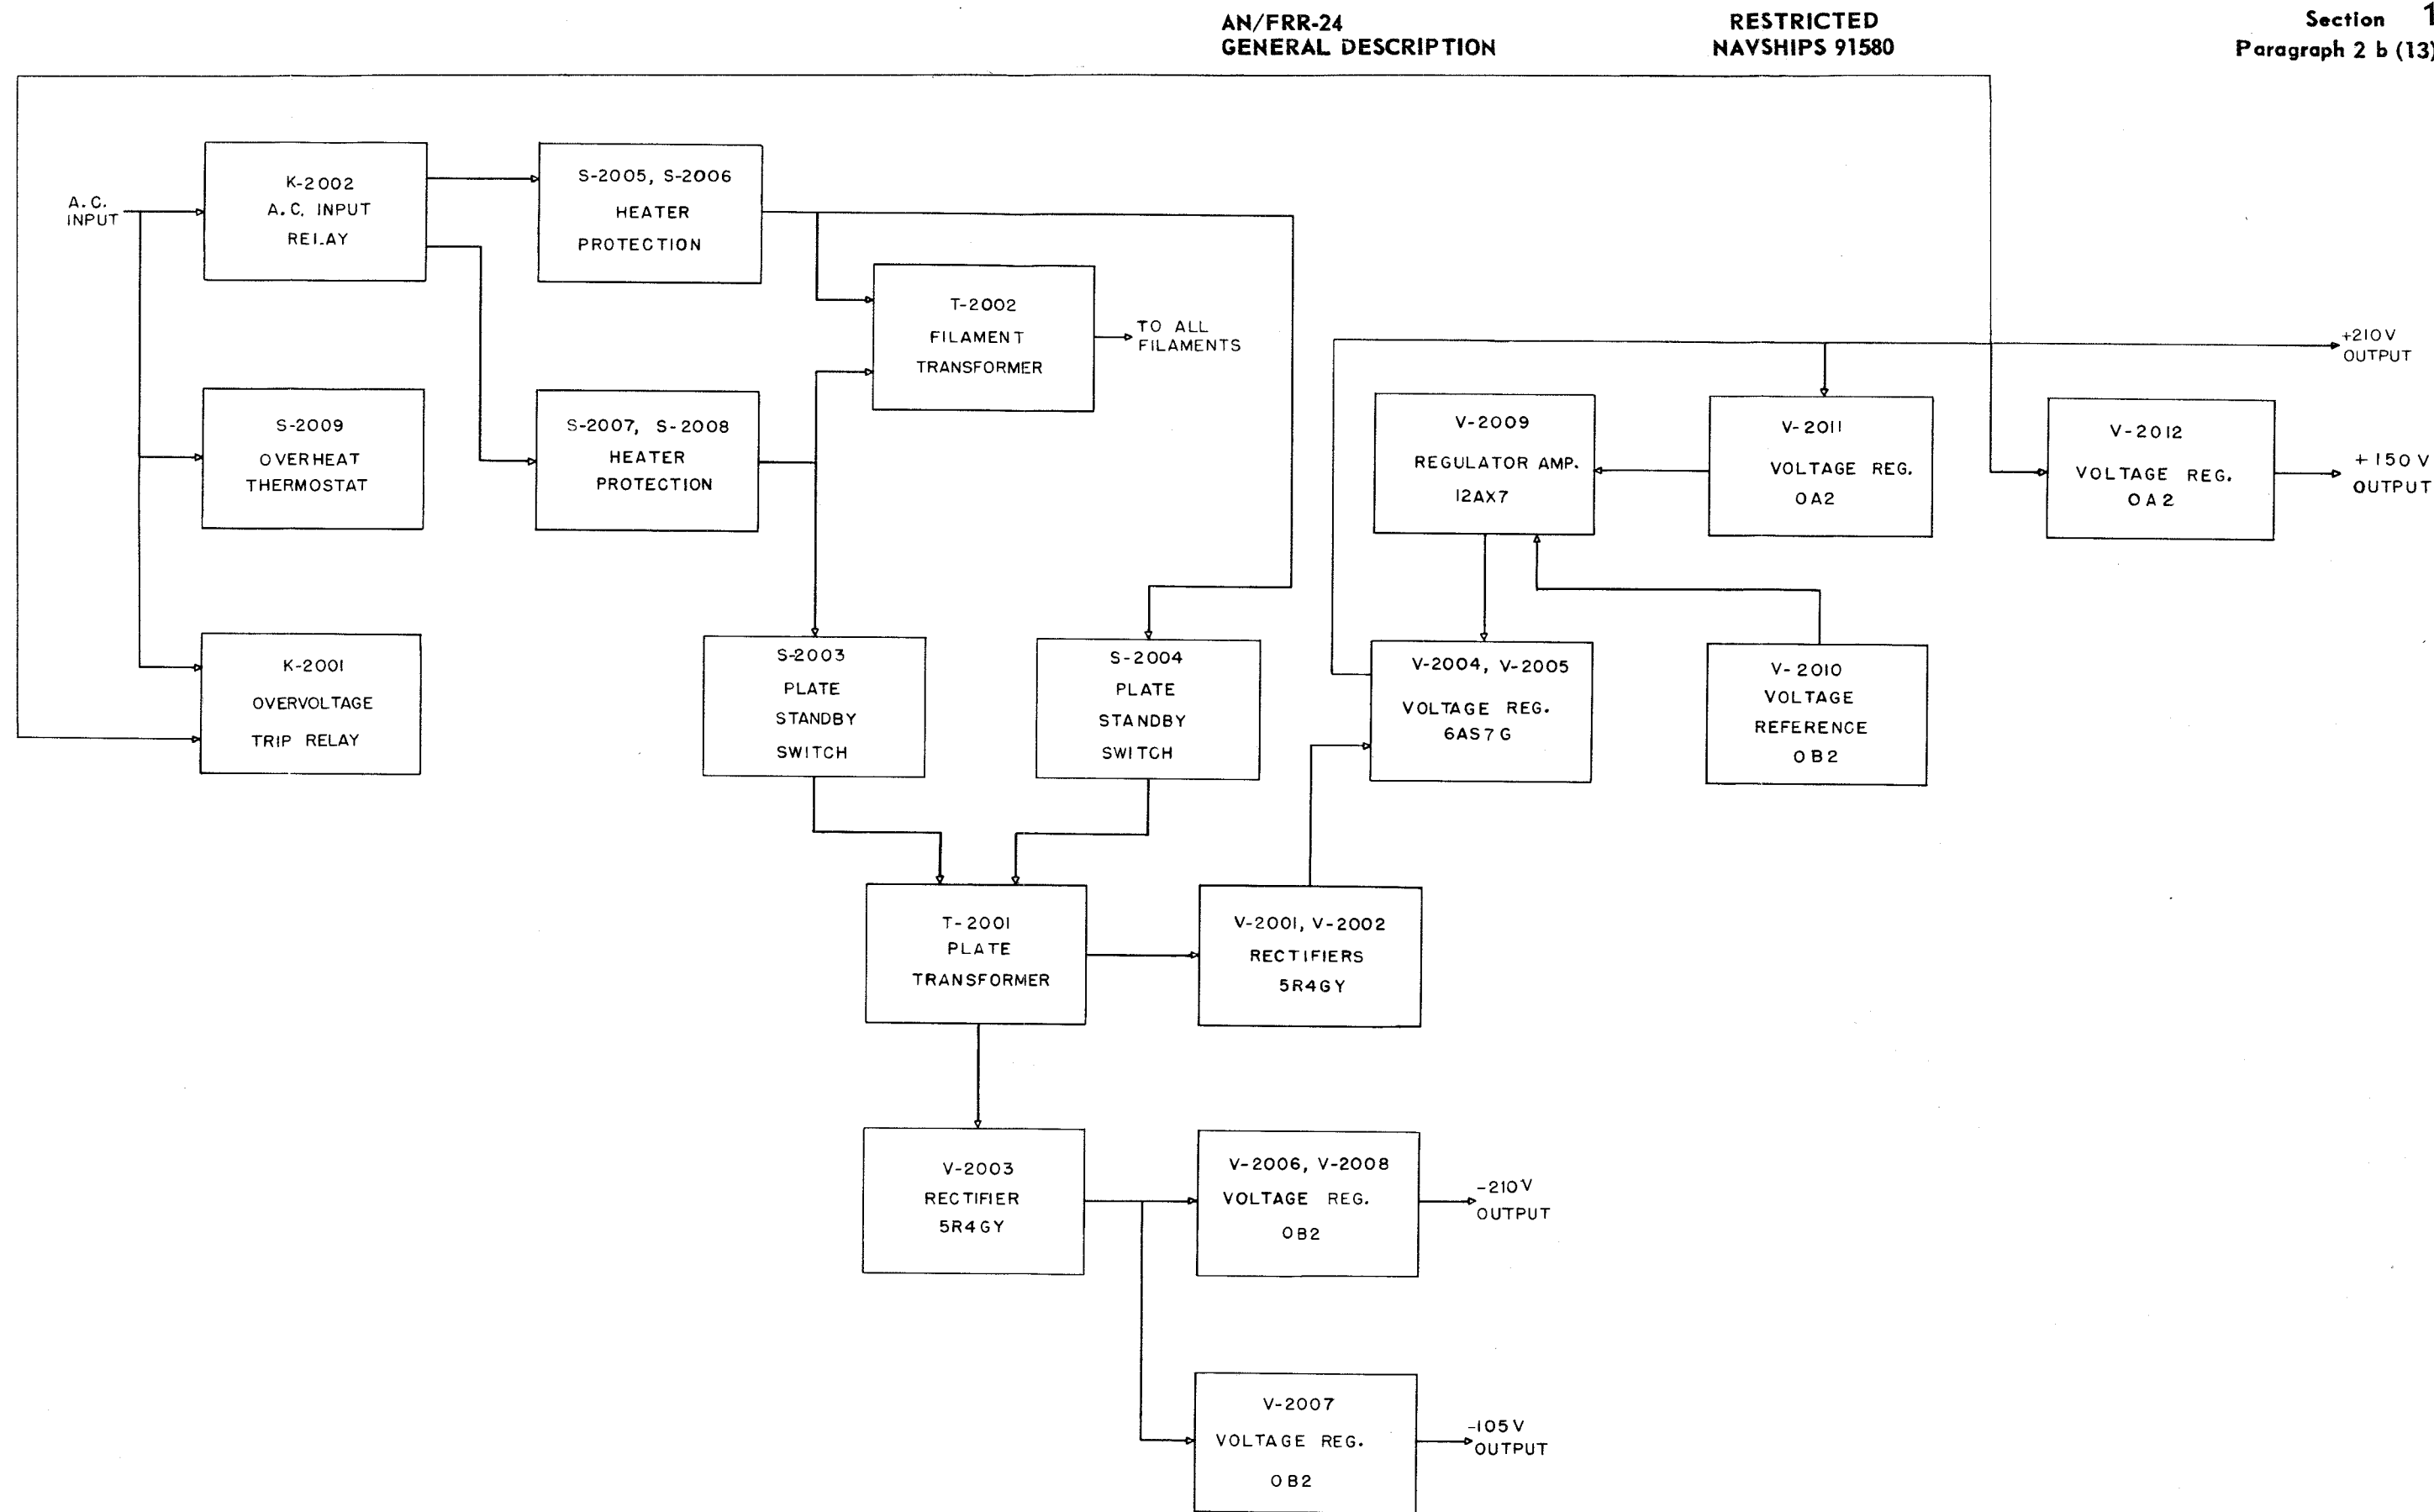 AN/FRR-24
GENERAL DESCRIPTION
RESTRICTED
NAVSHIPS 91580
Section 1
Paragraph 2 b (13)
A.C.
INPUT
K-2002
A.C. INPUT
RELAY
S-2005, S-2006
HEATER
PROTECTION
T-2002
FILAMENT
TRANSFORMER
TO ALL
FILAMENTS
+210V
OUTPUT
S-2009
OVERHEAT
THERMOSTAT
S-2007, S-2008
HEATER
PROTECTION
V-2009
REGULATOR AMP.
12AX7
V-2011
VOLTAGE REG.
OA2
V-2012
VOLTAGE REG.
OA2
+150V
OUTPUT
K-2001
OVERVOLTAGE
TRIP RELAY
S-2003
PLATE
STANDBY
SWITCH
S-2004
PLATE
STANDBY
SWITCH
V-2004, V-2005
VOLTAGE REG.
6AS7G
V-2010
VOLTAGE
REFERENCE
OB2
T-2001
PLATE
TRANSFORMER
V-2001, V-2002
RECTIFIERS
5R4GY
V-2003
RECTIFIER
5R4GY
V-2006, V-2008
VOLTAGE REG.
OB2
-210V
OUTPUT
V-2007
VOLTAGE REG.
OB2
-105V
OUTPUT